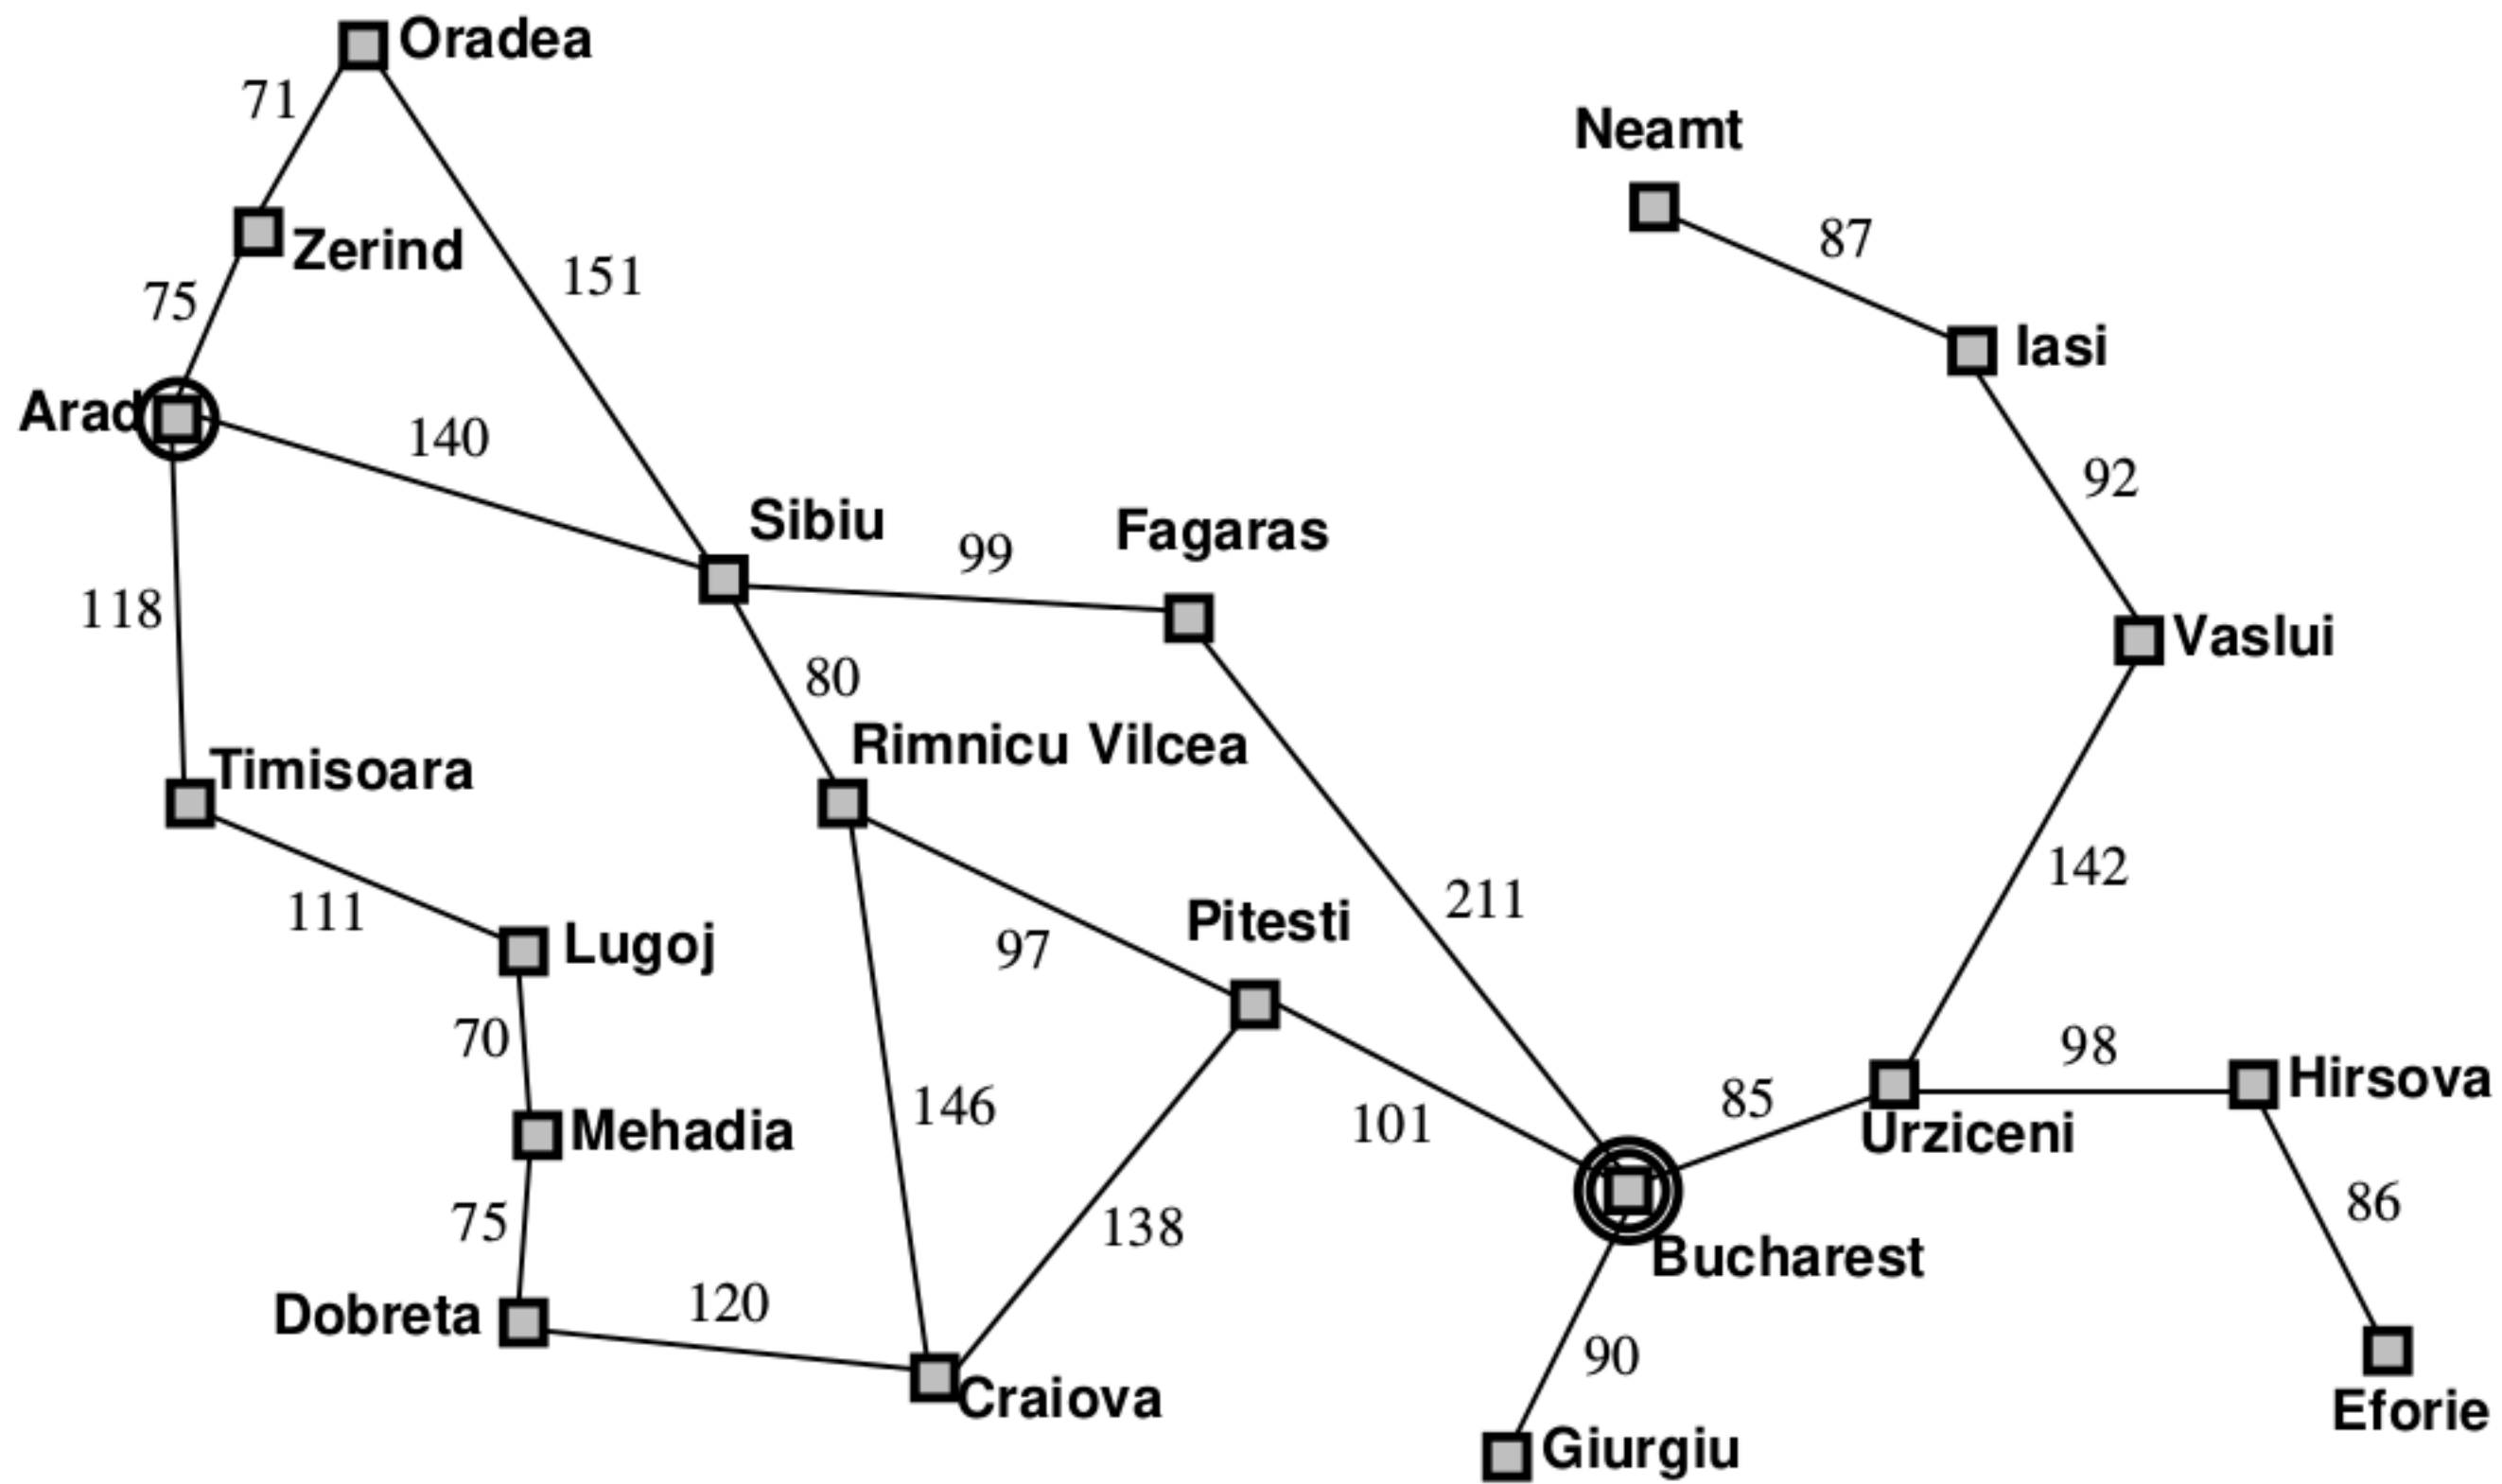 Oradea
71
Neamt
87
Zerind
151
75
Iasi
Arad
140
92
Sibiu
Fagaras
99
118
Vaslui
80
Rimnicu Vilcea
Timisoara
142
211
111
Pitesti
Lugoj
97
70
98
Hirsova
85
146
101
Mehadia
Urziceni
86
75
138
Bucharest
120
Dobreta
90
Craiova
Eforie
Giurgiu